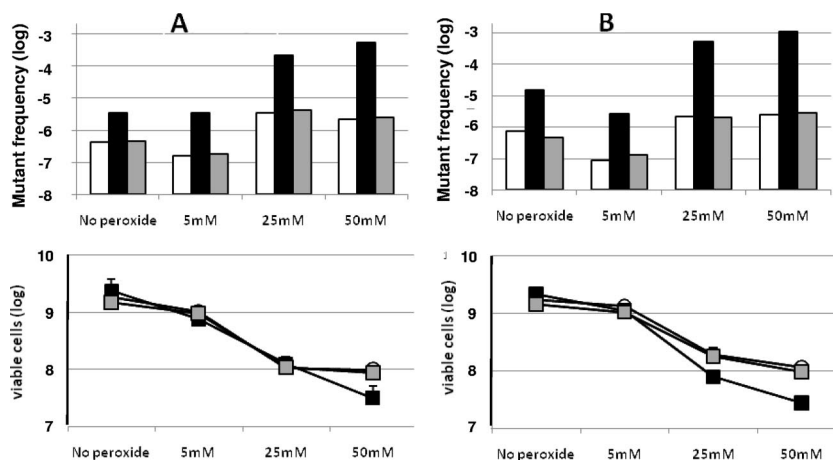 A
Mutant frequency (log)
-3
-4
-5
-6
-7
-8
No peroxide 5mM 25mM 50mM
B
Mutant frequency (log)
-3
-4
-5
-6
-7
-8
No peroxide 5mM 25mM 50mM
viable cells (log)
10
9
8
7
No peroxide 5mM 25mM 50mM
viable cells (log)
10
9
8
7
No peroxide 5mM 25mM 50mM